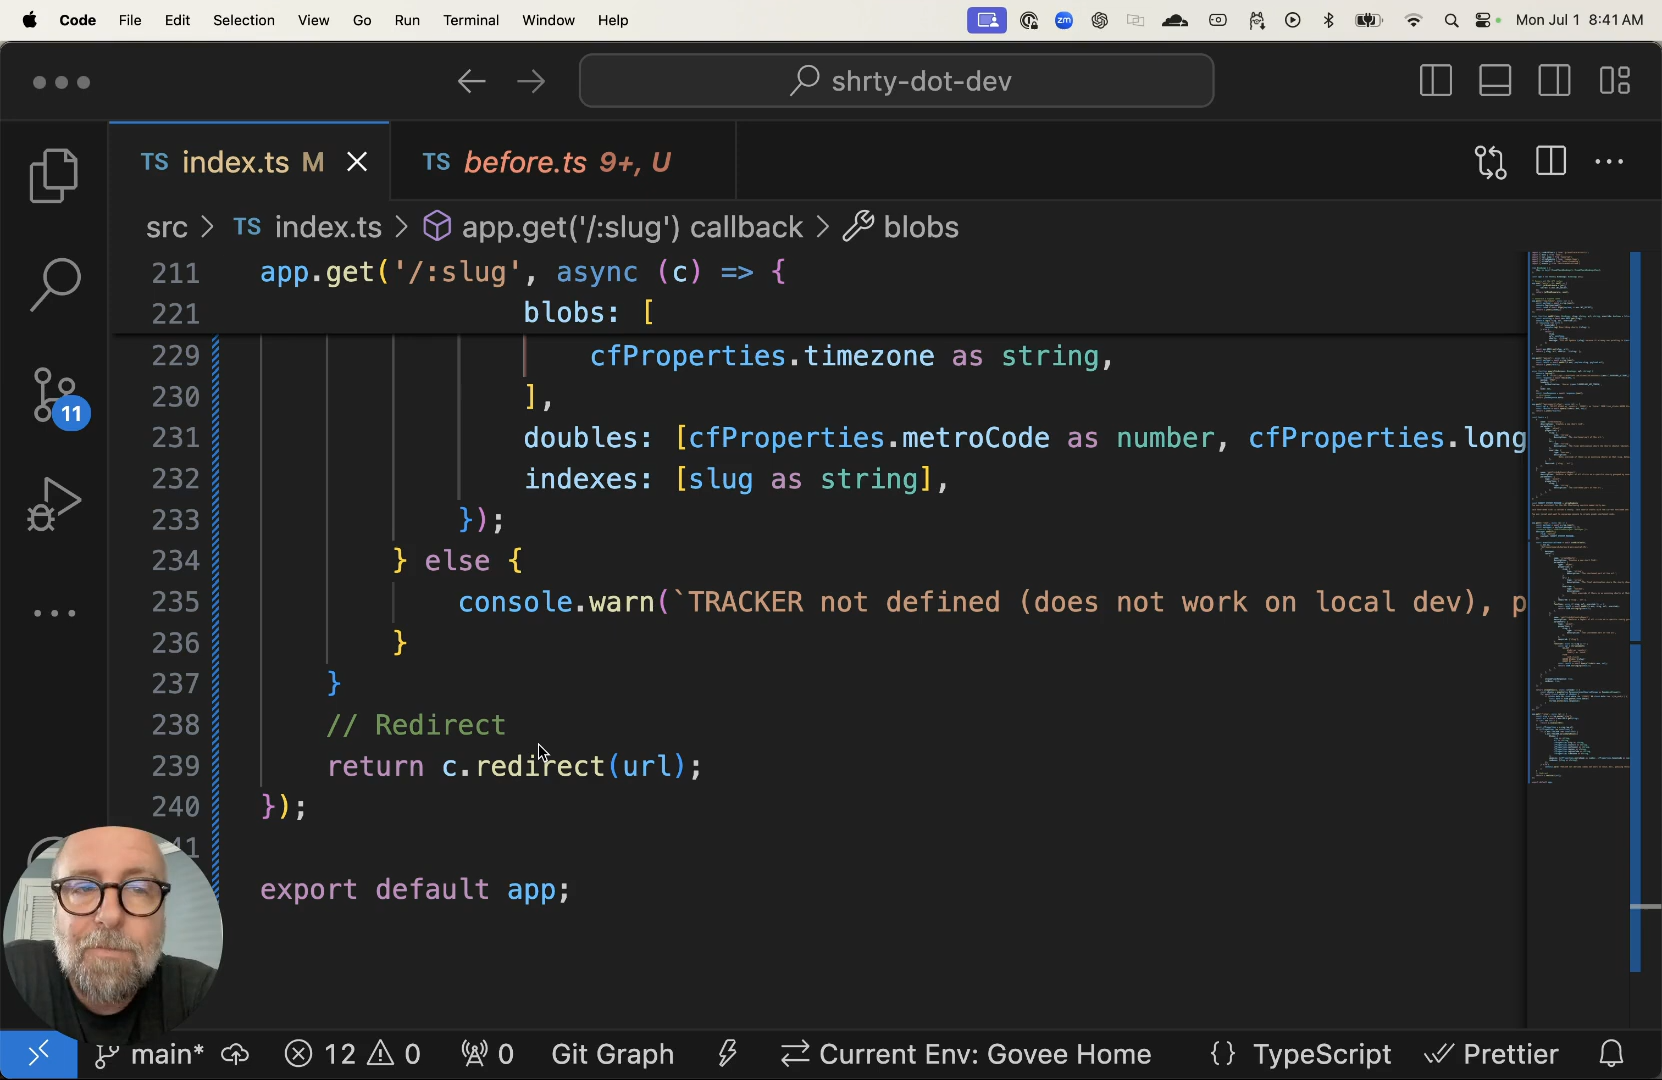 Code File Edit Selection View Go Run Terminal Window Help zm Mon Jul 1 8:41 AM
shrty-dot-dev
TS index.ts M TS before.ts 9+, U
src > TS index.ts > app.get('/:slug') callback > blobs
211 app.get('/:slug', async (c) => {
221 blobs: [
229 cfProperties.timezone as string,
230 ],
231 doubles: [cfProperties.metroCode as number, cfProperties.long
232 indexes: [slug as string],
233 });
234 } else {
235 console.warn(`TRACKER not defined (does not work on local dev), p
236 }
237 }
238 // Redirect
239 return c.redirect(url);
240 });
41
export default app;
11
main* 12 0 0 Git Graph Current Env: Govee Home {} TypeScript Prettier